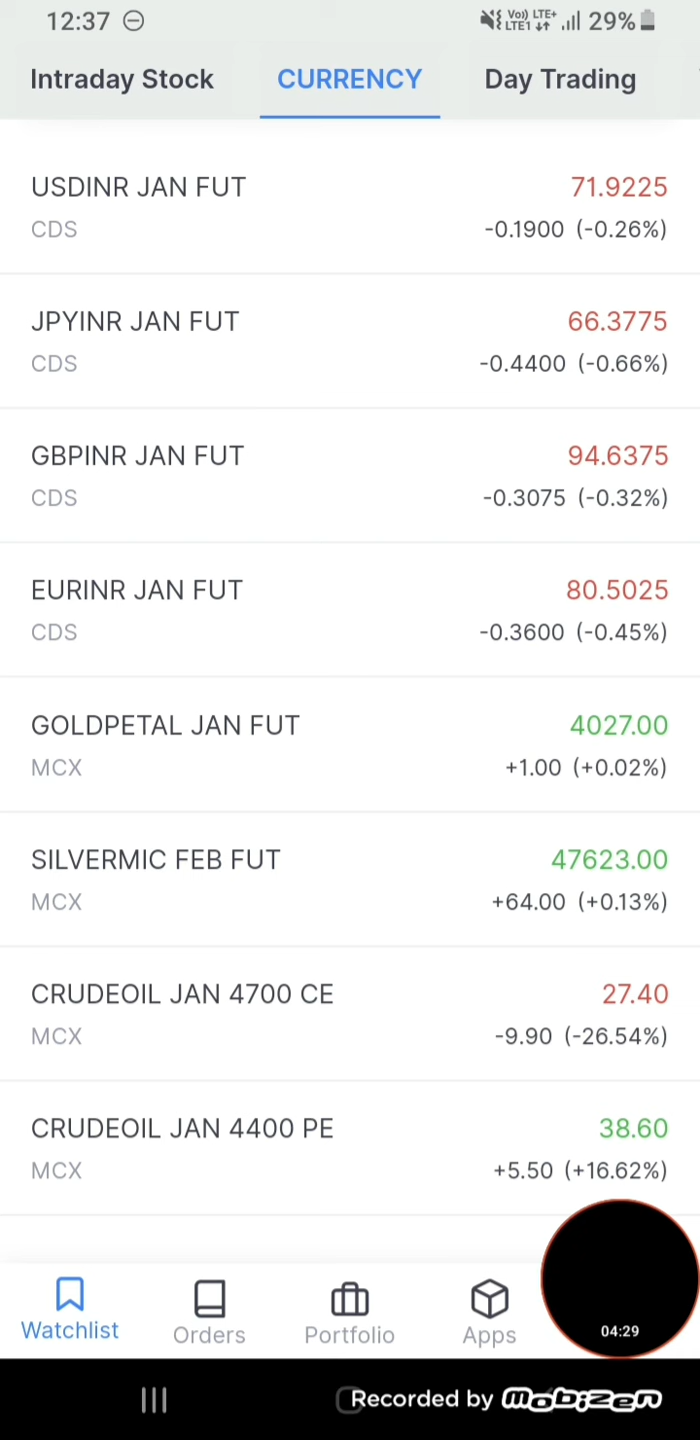 12:37 Vo)) LTE+ LTE1 29%
Intraday Stock CURRENCY Day Trading
USDINR JAN FUT 71.9225
CDS -0.1900 (-0.26%)
JPYINR JAN FUT 66.3775
CDS -0.4400 (-0.66%)
GBPINR JAN FUT 94.6375
CDS -0.3075 (-0.32%)
EURINR JAN FUT 80.5025
CDS -0.3600 (-0.45%)
GOLDPETAL JAN FUT 4027.00
MCX +1.00 (+0.02%)
SILVERMIC FEB FUT 47623.00
MCX +64.00 (+0.13%)
CRUDEOIL JAN 4700 CE 27.40
MCX -9.90 (-26.54%)
CRUDEOIL JAN 4400 PE 38.60
MCX +5.50 (+16.62%)
Watchlist Orders Portfolio Apps 04:29
Recorded by Mobizen